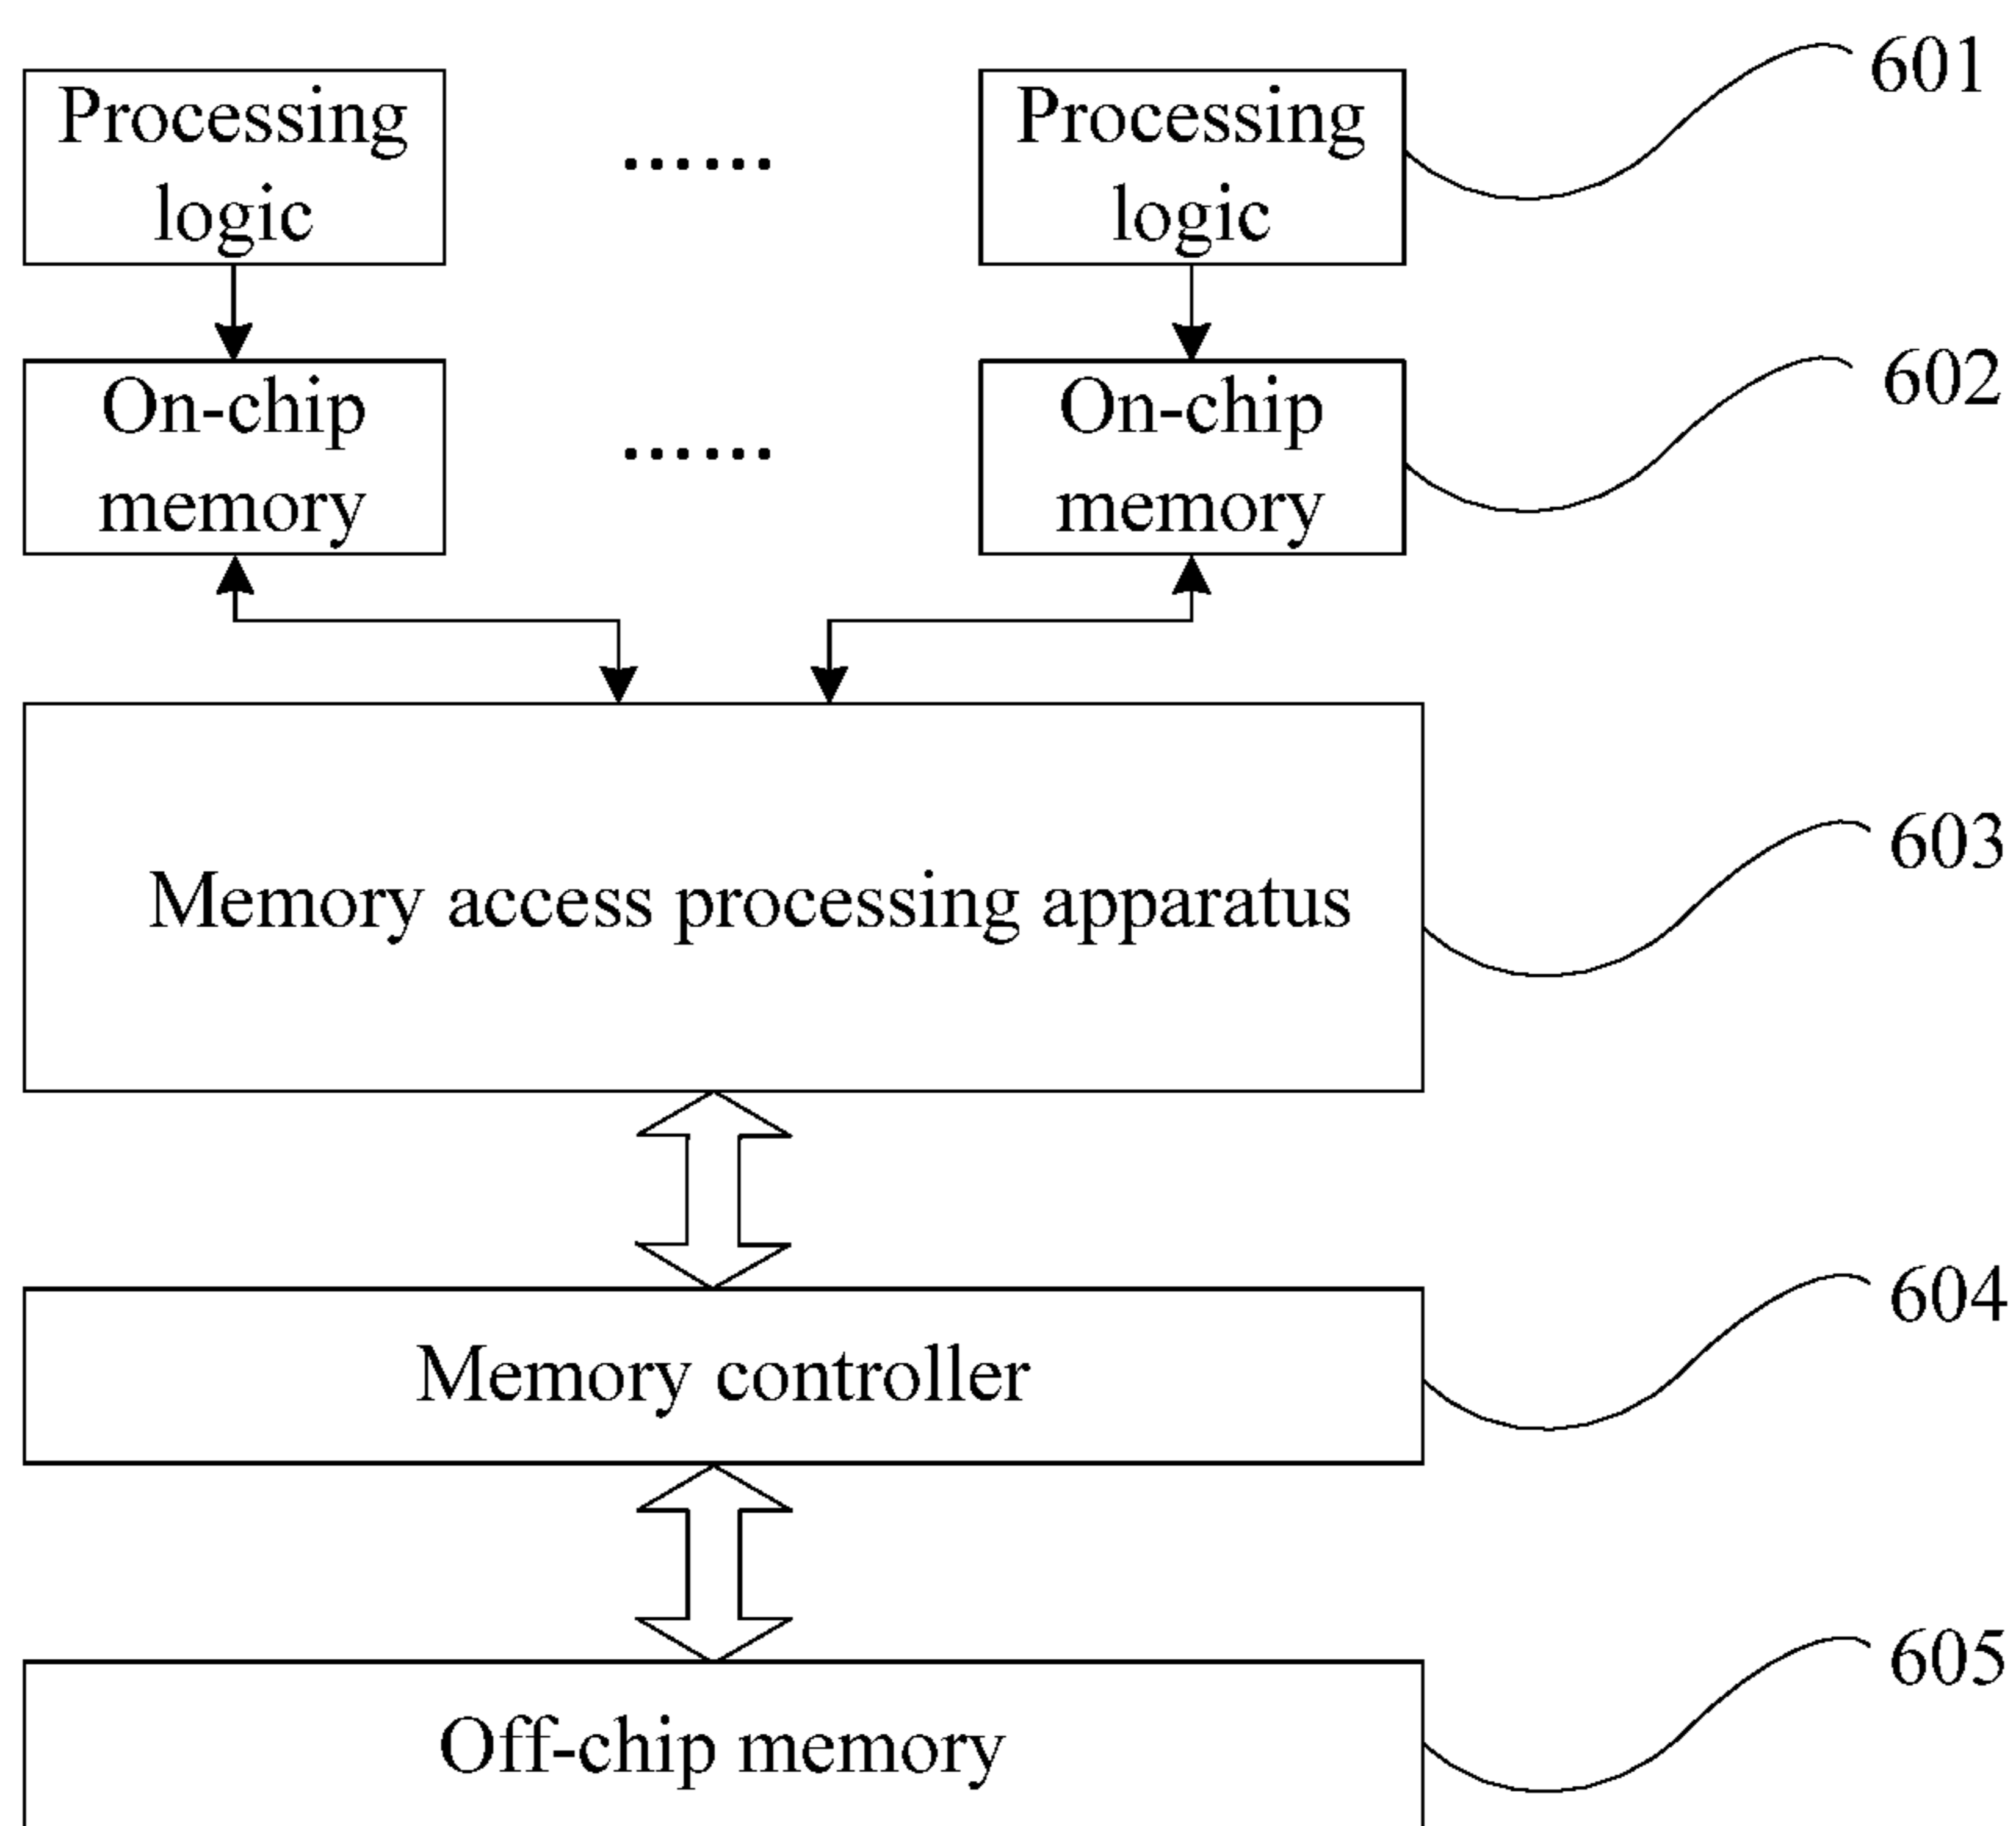 Processing
logic
......
Processing
logic
601
On-chip
memory
......
On-chip
memory
602
Memory access processing apparatus
603
Memory controller
604
Off-chip memory
605